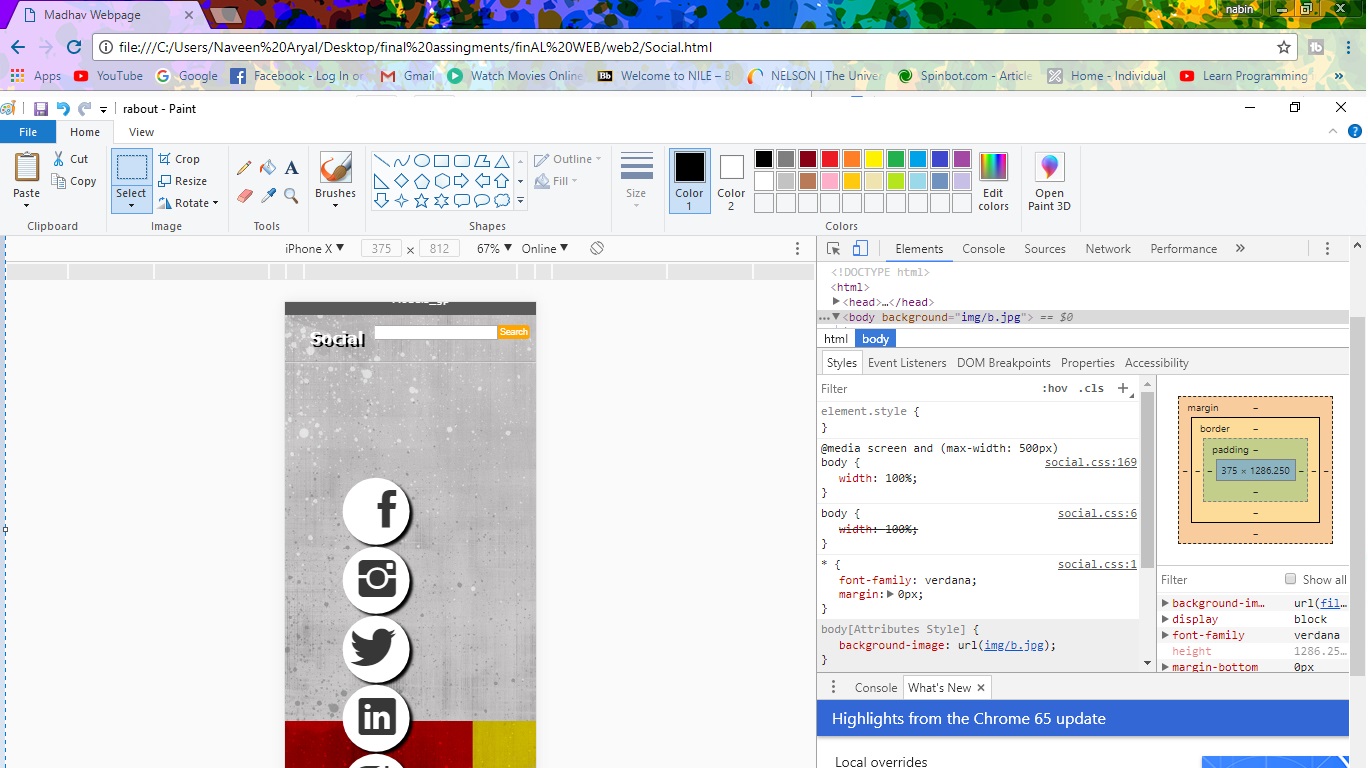 Madhav Webpage
nabin
file:///C:/Users/Naveen%20Aryal/Desktop/final%20assingments/finAL%20WEB/web2/Social.html
Apps YouTube Google Facebook - Log In or Gmail Watch Movies Online Bb Welcome to NILE – B NELSON | The Univer Spinbot.com - Article Home - Individual Learn Programming »
rabout - Paint
File Home View
Paste Cut Copy Select Crop Resize Rotate A Brushes Outline Fill Size Color 1 Color 2 Edit colors Open Paint 3D
Clipboard Image Tools Shapes Colors
iPhone X 375 × 812 67% Online
Elements Console Sources Network Performance »
<!DOCTYPE html>
<html>
<head>…</head>
<body background="img/b.jpg"> == $0
html body
Styles Event Listeners DOM Breakpoints Properties Accessibility
Filter :hov .cls +
element.style {
}
@media screen and (max-width: 500px)
body { social.css:169
width: 100%;
}
body { social.css:6
width: 100%;
}
* { social.css:1
font-family: verdana;
margin: 0px;
}
body[Attributes Style] {
background-image: url(img/b.jpg);
}
margin –
border –
padding –
375 × 1286.250
Filter Show all
background-im… url(fil…
display block
font-family verdana
height 1286.25…
margin-bottom 0px
Console What's New ×
Highlights from the Chrome 65 update
Local overrides
Social Search
f
in